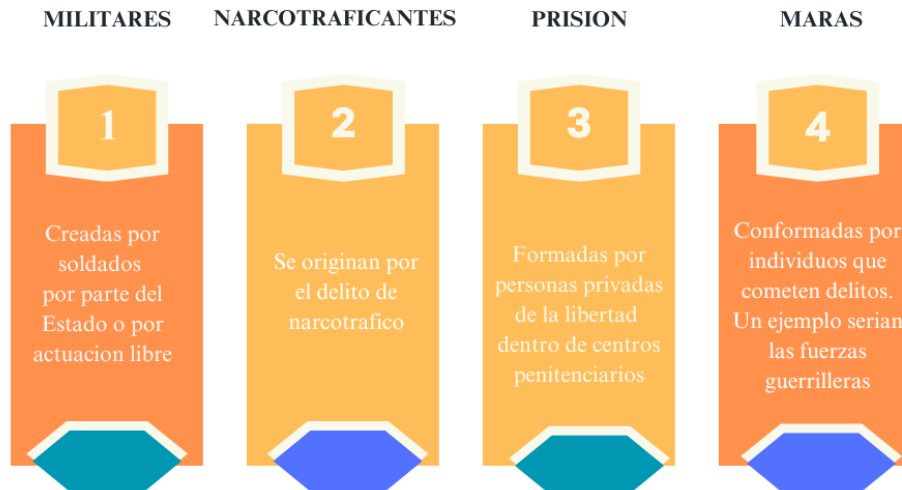 MILITARES
NARCOTRAFICANTES
PRISION
MARAS
1
Creadas por
soldados
por parte del
Estado o por
actuacion libre
2
Se originan por
el delito de
narcotrafico
3
Formadas por
personas privadas
de la libertad
dentro de centros
penitenciarios
4
Conformadas por
individuos que
cometen delitos.
Un ejemplo serian
las fuerzas
guerrilleras